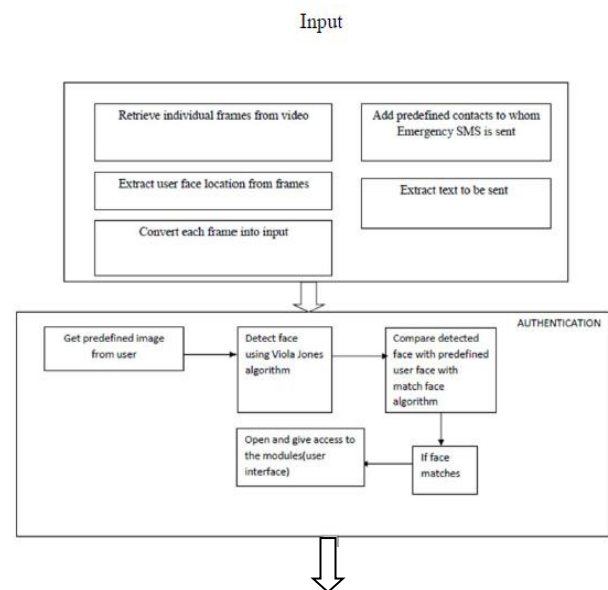 Input
Retrieve individual frames from video
Add predefined contacts to whom
Emergency SMS is sent
Extract user face location from frames
Extract text to be sent
Convert each frame into input
AUTHENTICATION
Get predefined image
from user
Detect face
using Viola Jones
algorithm
Compare detected
face with predefined
user face with
match face
algorithm
If face
matches
Open and give access to
the modules(user
interface)